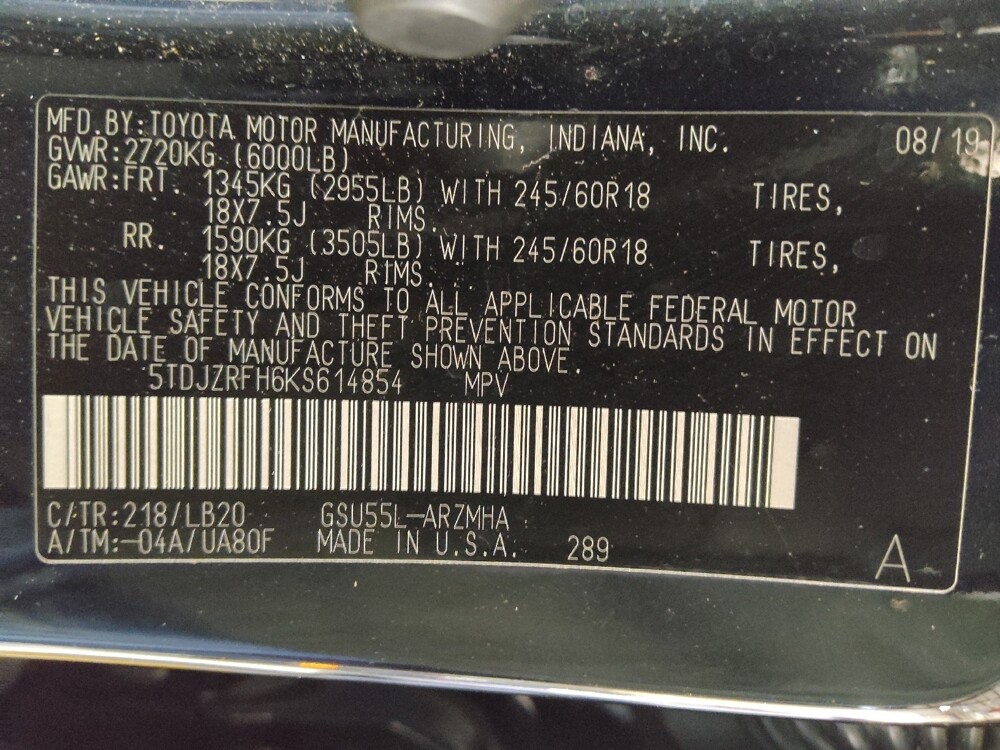 MFD.BY:TOYOTA MOTOR MANUFACTURING, INDIANA, INC. 08/19
GVWR:2720KG (6000LB)
GAWR:FRT. 1345KG (2955LB) WITH 245/60R18 TIRES,
18X7.5J RIMS.
RR. 1590KG (3505LB) WITH 245/60R18 TIRES,
18X7.5J RIMS.
THIS VEHICLE CONFORMS TO ALL APPLICABLE FEDERAL MOTOR
VEHICLE SAFETY AND THEFT PREVENTION STANDARDS IN EFFECT ON
THE DATE OF MANUFACTURE SHOWN ABOVE.
5TDJZRFH6KS614854 MPV
C/TR:218/LB20 GSU55L-ARZMHA
A/TM:-04A/UA80F MADE IN U.S.A. 289 A